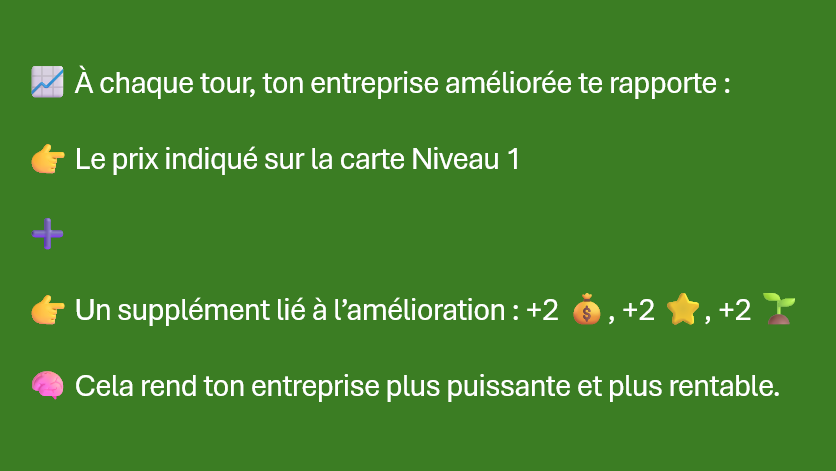 📈 À chaque tour, ton entreprise améliorée te rapporte :
👉 Le prix indiqué sur la carte Niveau 1
➕
👉 Un supplément lié à l’amélioration : +2 💰, +2 ⭐, +2 🌱
🧠 Cela rend ton entreprise plus puissante et plus rentable.